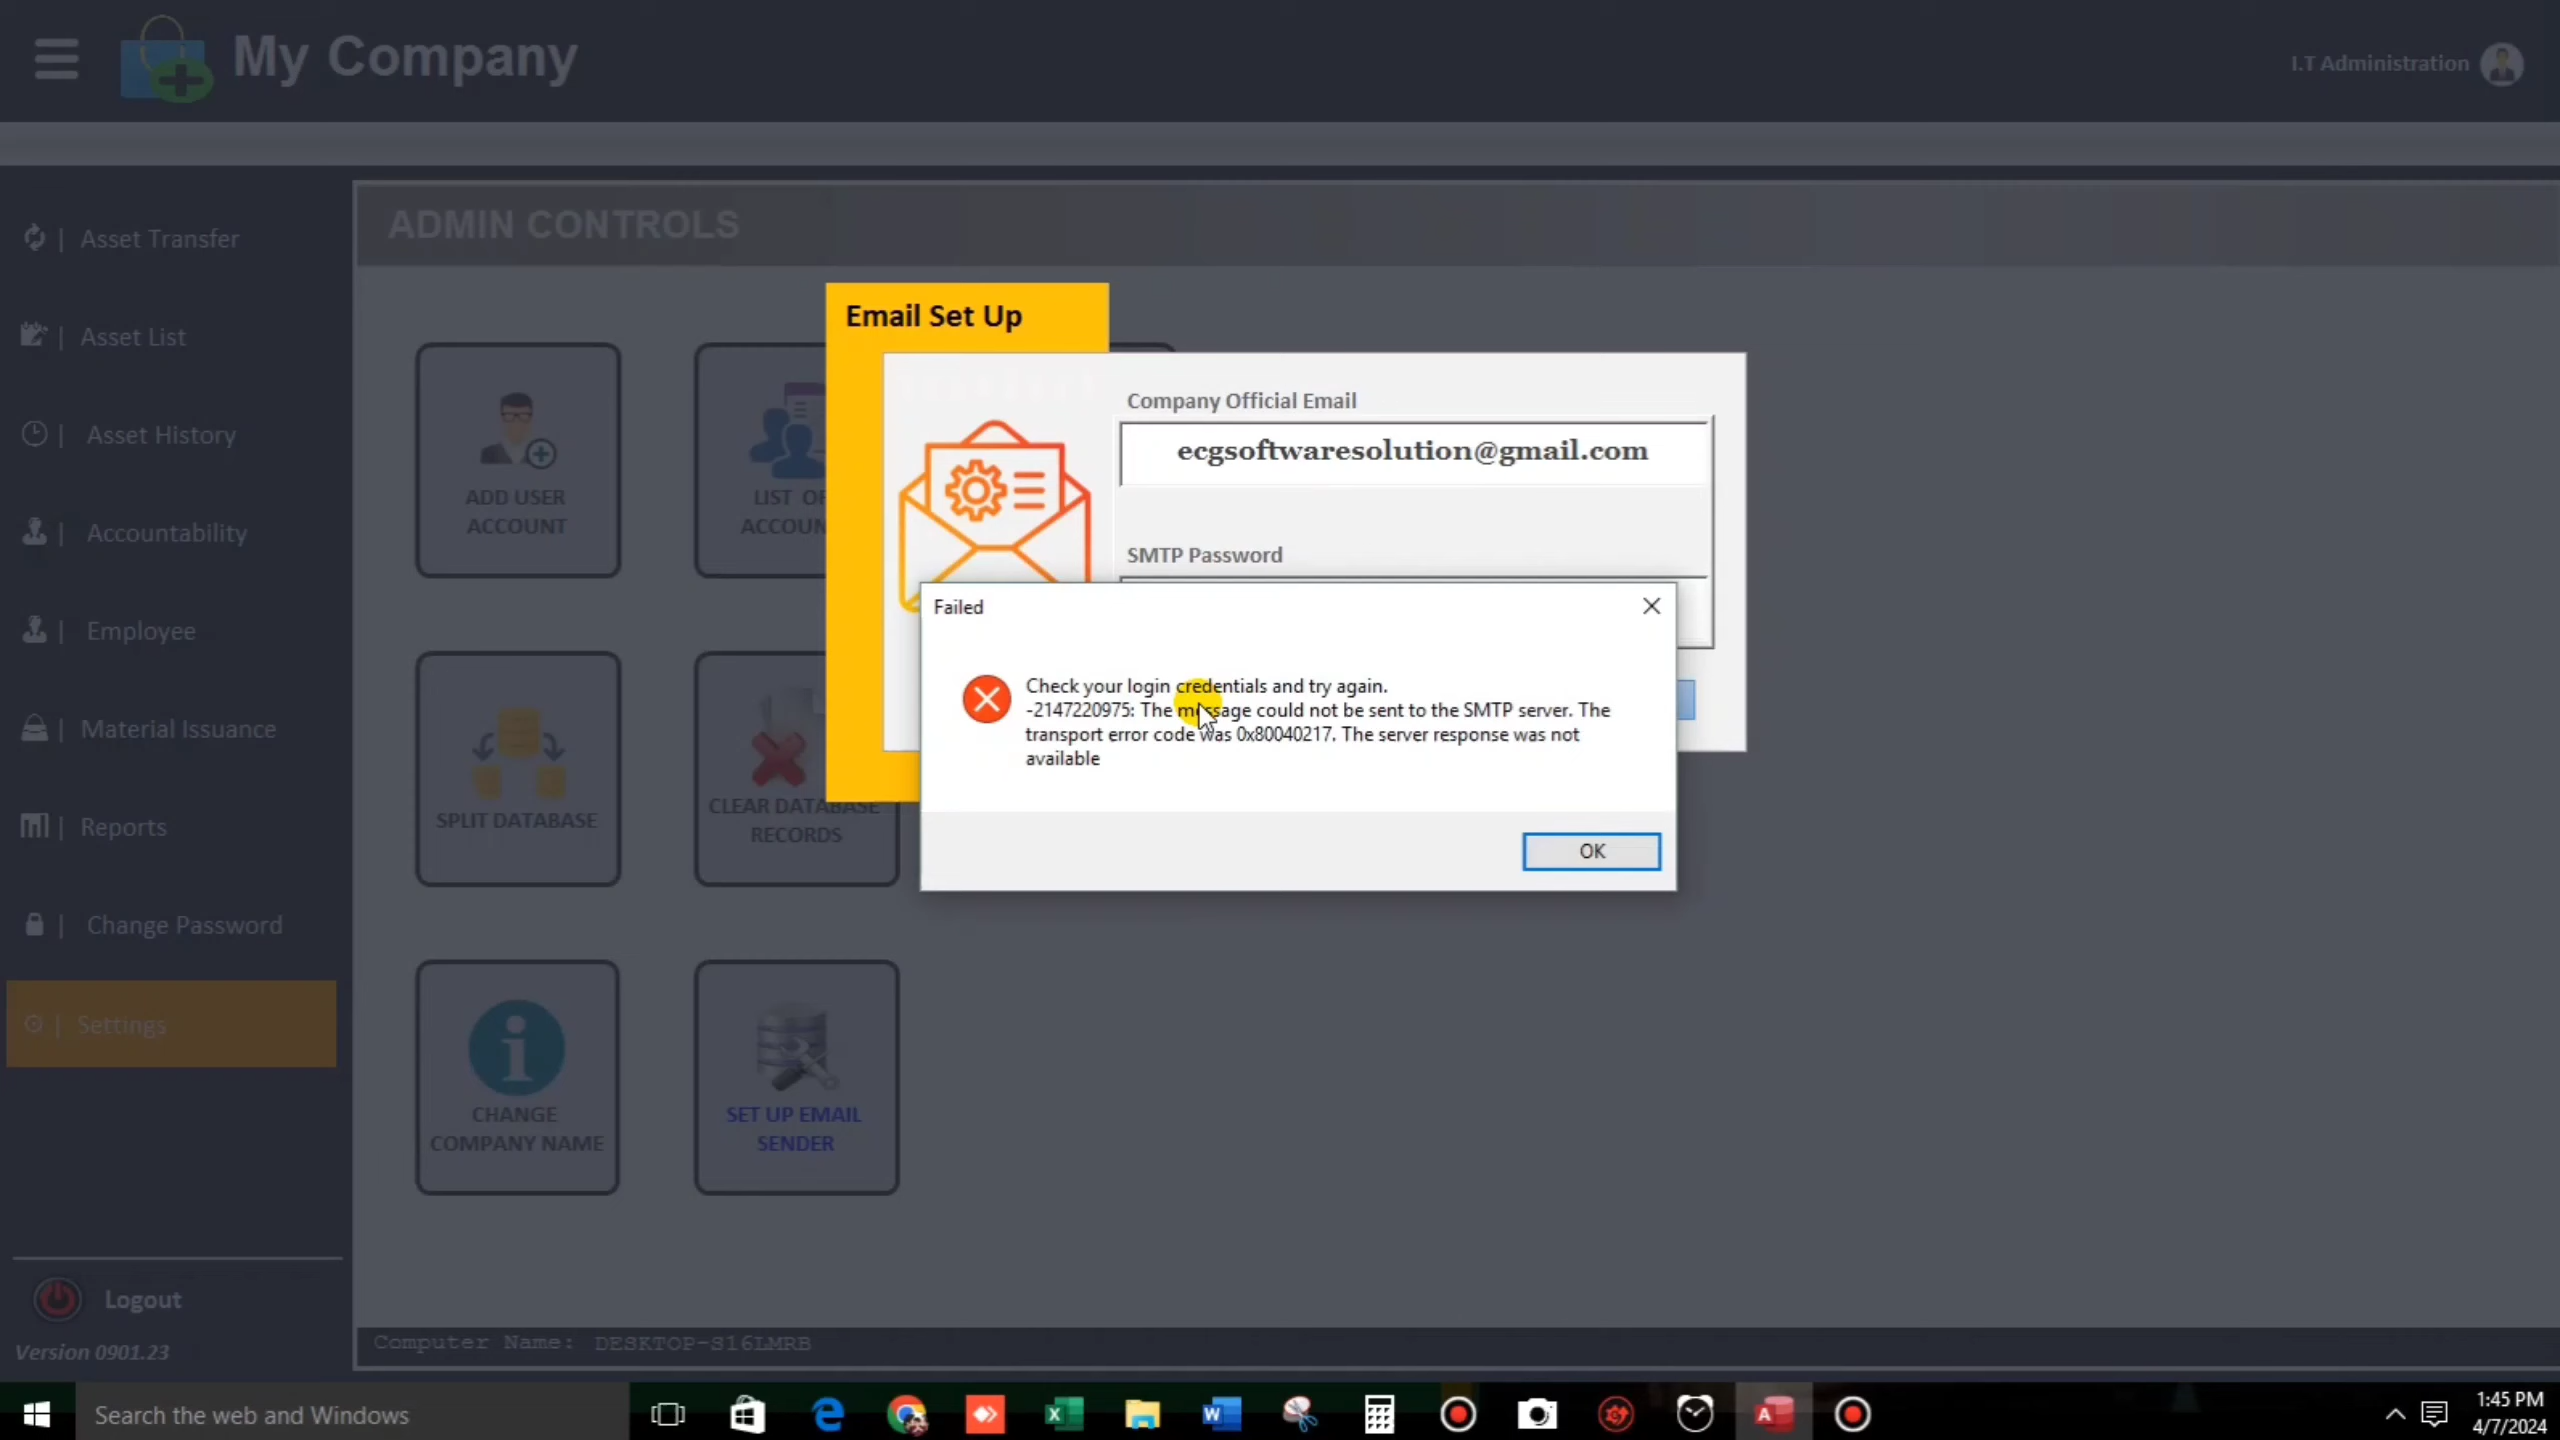 My Company
I.T Administration
Asset Transfer
Asset List
Asset History
Accountability
Employee
Material Issuance
Reports
Change Password
Settings
Logout
Version 0901.23
ADMIN CONTROLS
ADD USER
ACCOUNT
LIST OF
ACCOUN
SPLIT DATABASE
CLEAR DATABASE
RECORDS
CHANGE
COMPANY NAME
SET UP EMAIL
SENDER
Email Set Up
Company Official Email
ecgsoftwaresolution@gmail.com
SMTP Password
Failed
Check your login credentials and try again.
-2147220975: The message could not be sent to the SMTP server. The
transport error code was 0x80040217. The server response was not
available
OK
Computer Name: DESKTOP-S16LMRB
Search the web and Windows
1:45 PM
4/7/2024